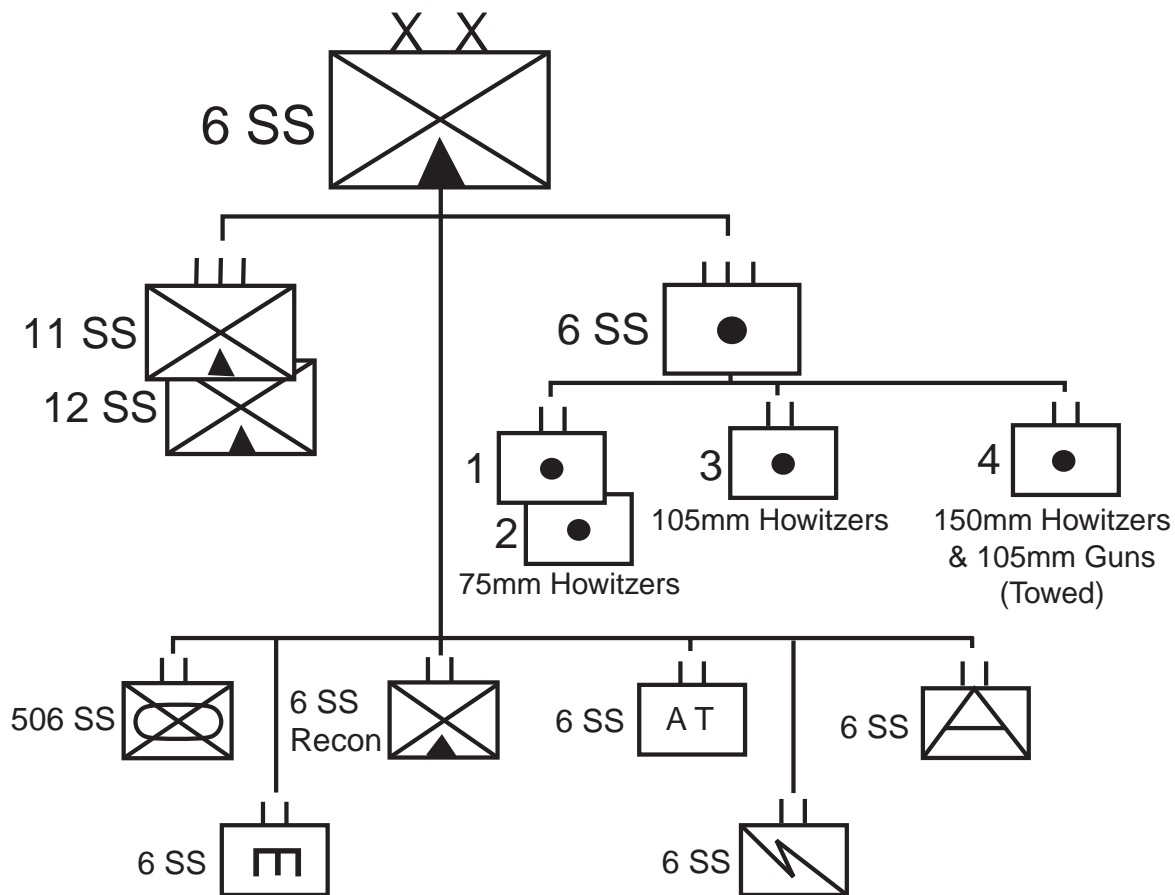 X X
6 SS
11 SS
12 SS
6 SS
1
2
75mm Howitzers
3
105mm Howitzers
4
150mm Howitzers
& 105mm Guns
(Towed)
506 SS
6 SS
Recon
6 SS
A T
6 SS
6 SS
E
6 SS